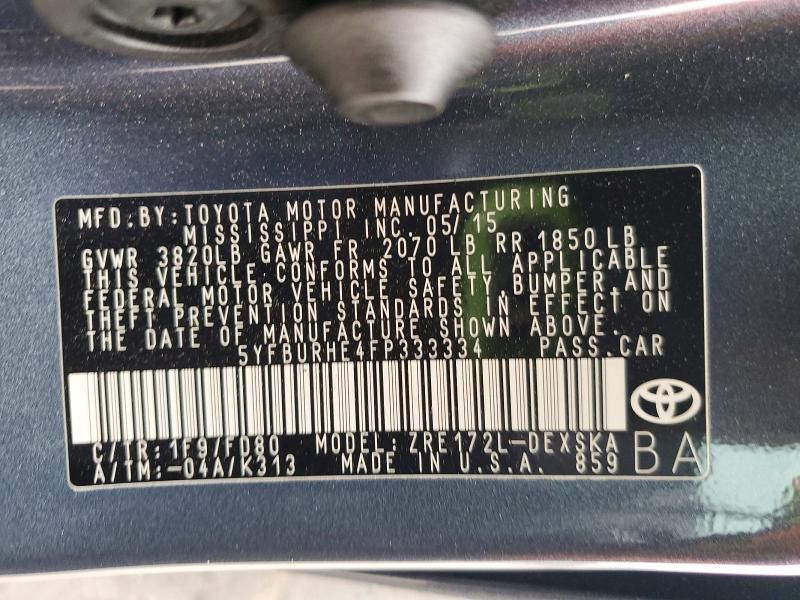 MFD.BY:TOYOTA MOTOR MANUFACTURING
MISSISSIPPI INC. 05/15
GVWR 3820LB GAWR FR 2070 LB RR 1850LB
THIS VEHICLE CONFORMS TO ALL APPLICABLE
FEDERAL MOTOR VEHICLE SAFETY,BUMPER,AND
THEFT PREVENTION STANDARDS IN EFFECT ON
THE DATE OF MANUFACTURE SHOWN ABOVE.
5YFBURHE4FP333334 PASS.CAR
C/TR:1F9/FD80 MODEL:ZRE172L-DEXSKA
A/TM:-04A/K313 MADE IN U.S.A. 859 BA